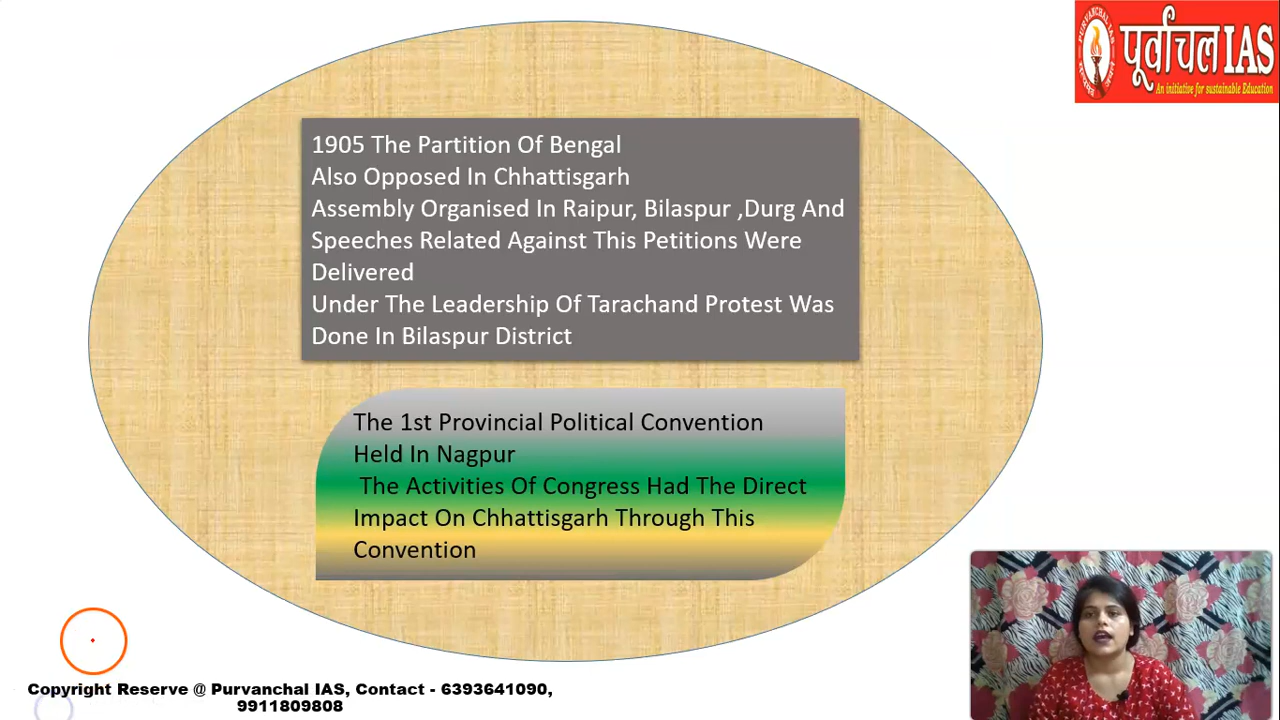 पूर्वांचल IAS
An initiative for sustainable Education
1905 The Partition Of Bengal
Also Opposed In Chhattisgarh
Assembly Organised In Raipur, Bilaspur ,Durg And
Speeches Related Against This Petitions Were
Delivered
Under The Leadership Of Tarachand Protest Was
Done In Bilaspur District
The 1st Provincial Political Convention
Held In Nagpur
The Activities Of Congress Had The Direct
Impact On Chhattisgarh Through This
Convention
Copyright Reserve @ Purvanchal IAS, Contact - 6393641090,
9911809808